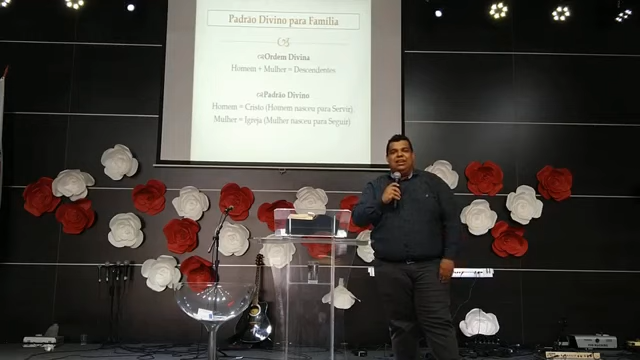 Padrão Divino para Família
Ordem Divina
Homem + Mulher = Descendentes
Padrão Divino
Homem = Cristo (Homem nasceu para Servir)
Mulher = Igreja (Mulher nasceu para Seguir)